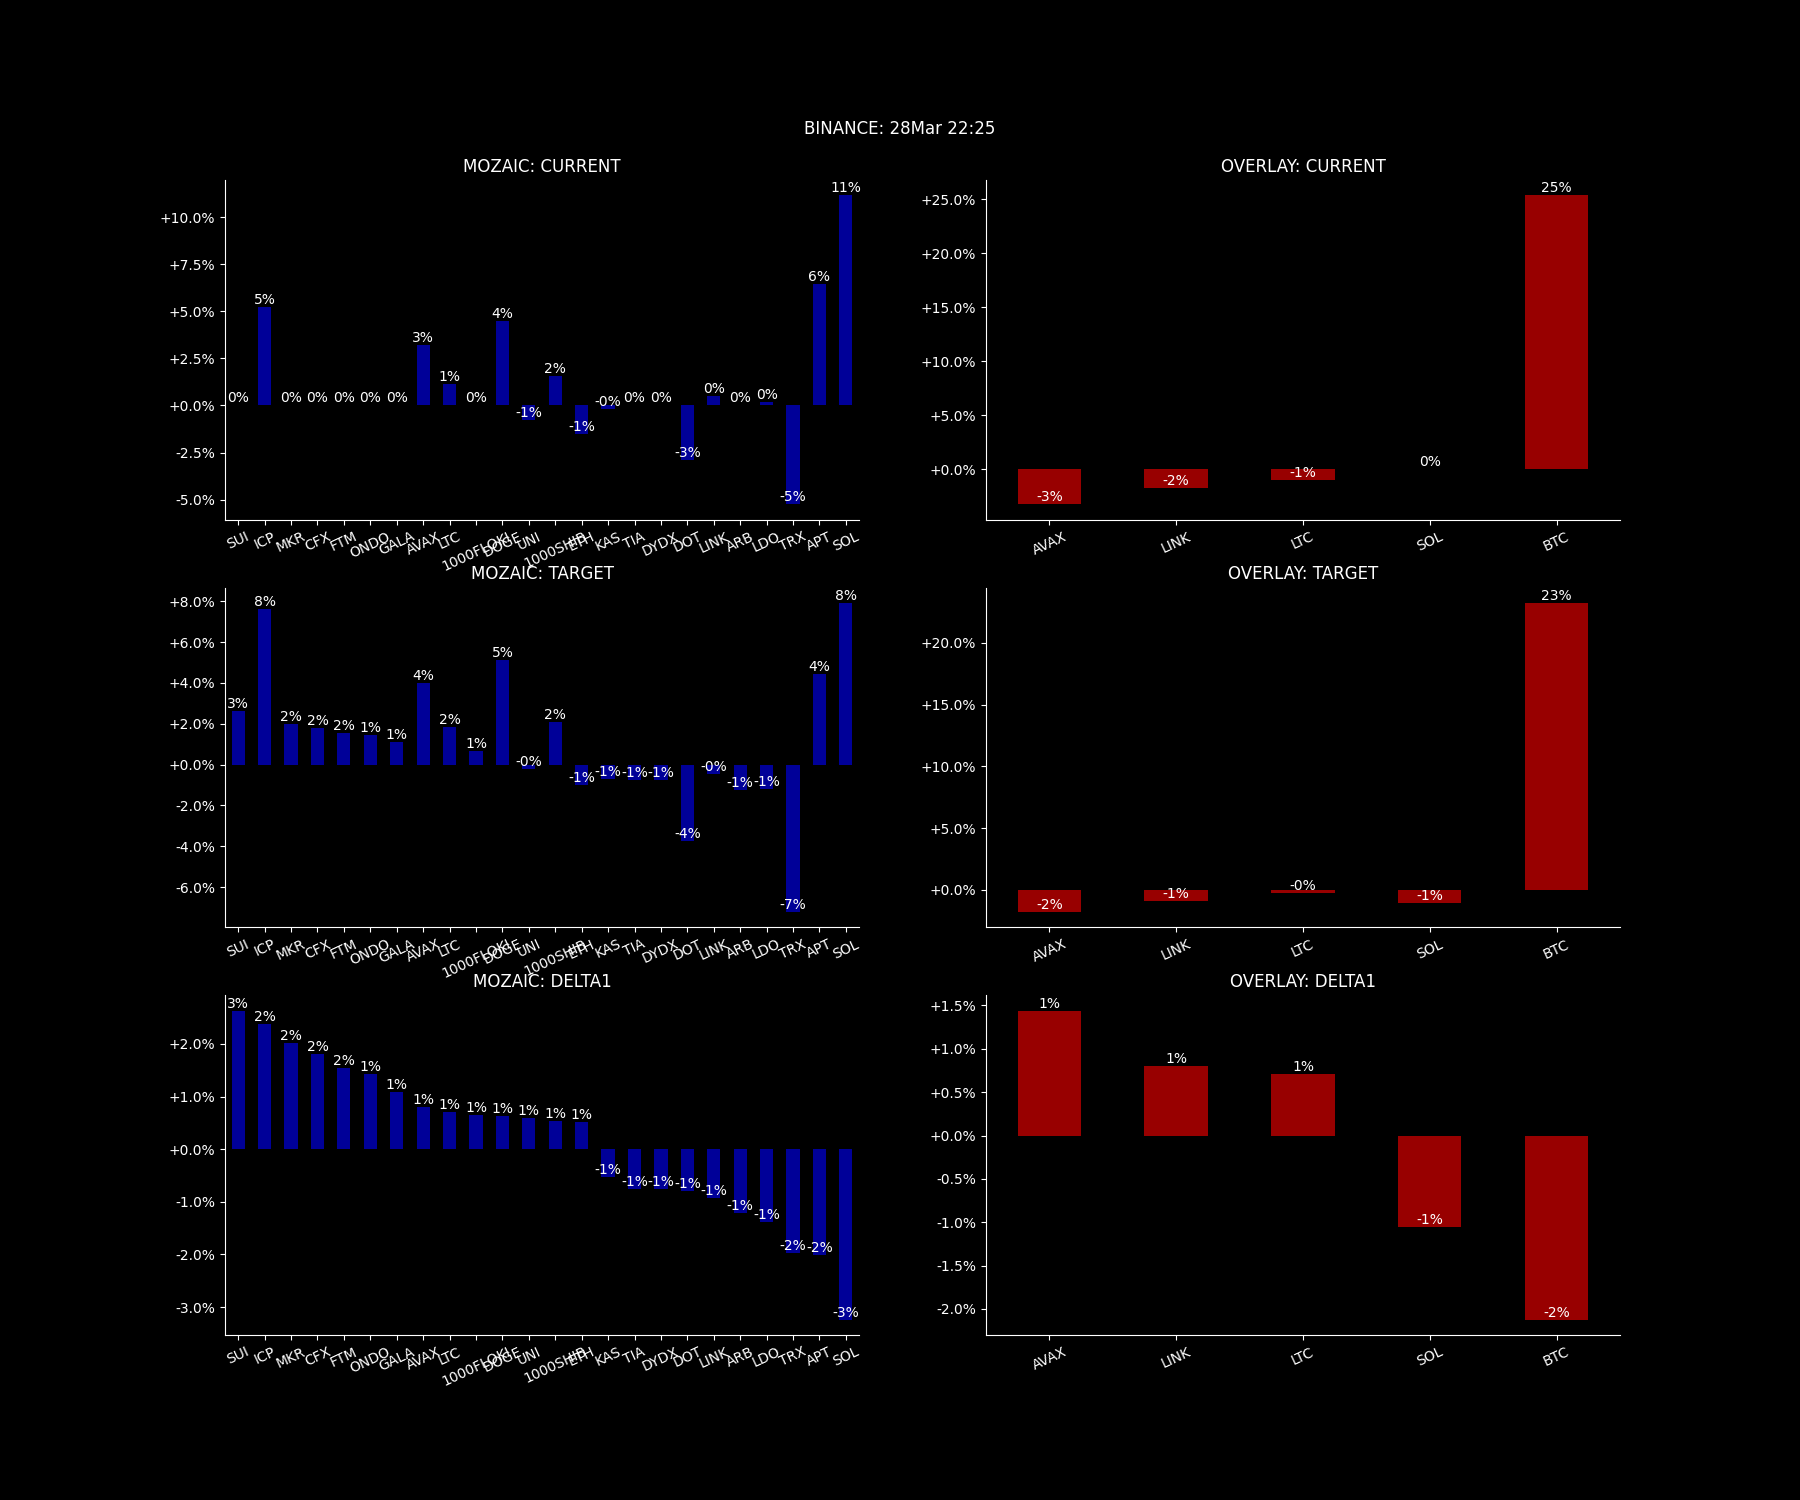 BINANCE: 28Mar 22:25
MOZAIC: CURRENT
+10.0%
+7.5%
+5.0%
+2.5%
+0.0%
-2.5%
-5.0%
0% 5% 0% 0% 0% 0% 0% 3% 1% 0% 4% -1% 2% -1% -0% 0% 0% -3% 0% 0% 0% -5% 6% 11%
SUI ICP MKR CFX FTM ONDO GALA AVAX LTC 1000FLOKI DOGE UNI 1000SHIB ETH KAS TIA DYDX DOT LINK ARB LDO TRX APT SOL
OVERLAY: CURRENT
+25.0%
+20.0%
+15.0%
+10.0%
+5.0%
+0.0%
-3% -2% -1% 0% 25%
AVAX LINK LTC SOL BTC
MOZAIC: TARGET
+8.0%
+6.0%
+4.0%
+2.0%
+0.0%
-2.0%
-4.0%
-6.0%
3% 8% 2% 2% 2% 1% 1% 4% 2% 1% 5% -0% 2% -1% -1% -1% -1% -4% -0% -1% -1% -7% 4% 8%
SUI ICP MKR CFX FTM ONDO GALA AVAX LTC 1000FLOKI DOGE UNI 1000SHIB ETH KAS TIA DYDX DOT LINK ARB LDO TRX APT SOL
OVERLAY: TARGET
+20.0%
+15.0%
+10.0%
+5.0%
+0.0%
-2% -1% -0% -1% 23%
AVAX LINK LTC SOL BTC
MOZAIC: DELTA1
+2.0%
+1.0%
+0.0%
-1.0%
-2.0%
-3.0%
3% 2% 2% 2% 2% 1% 1% 1% 1% 1% 1% 1% 1% 1% -1% -1% -1% -1% -1% -1% -1% -2% -2% -3%
SUI ICP MKR CFX FTM ONDO GALA AVAX LTC 1000FLOKI DOGE UNI 1000SHIB ETH KAS TIA DYDX DOT LINK ARB LDO TRX APT SOL
OVERLAY: DELTA1
+1.5%
+1.0%
+0.5%
+0.0%
-0.5%
-1.0%
-1.5%
-2.0%
1% 1% 1% -1% -2%
AVAX LINK LTC SOL BTC